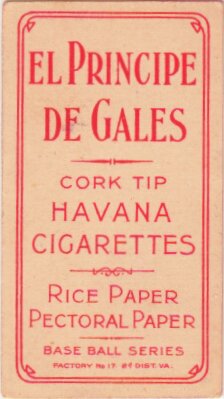 EL PRINCIPE
DE GALES
CORK TIP
HAVANA
CIGARETTES
RICE PAPER
PECTORAL PAPER
BASE BALL SERIES
FACTORY No 17 2d DIST. VA.